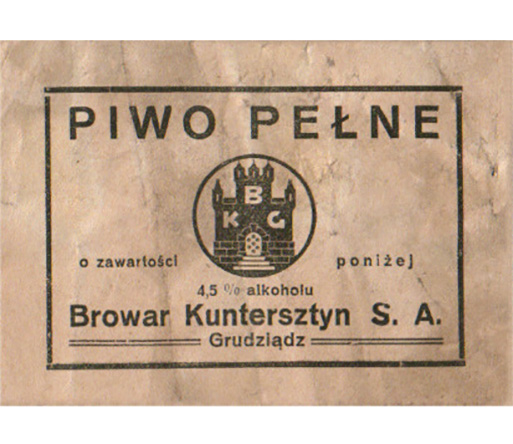 PIWO PEŁNE
B
K G
o zawartości poniżej
4,5 % alkoholu
Browar Kuntersztyn S. A.
Grudziądz